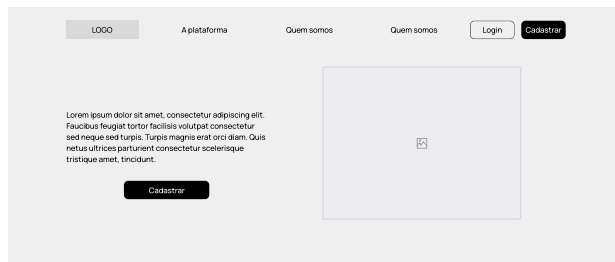 LOGO
A plataforma
Quem somos
Quem somos
Login
Cadastrar
Lorem ipsum dolor sit amet, consectetur adipiscing elit.
Faucibus feugiat tortor facilisis volutpat consectetur
sed neque sed turpis. Turpis magnis erat orci diam. Quis
netus ultrices parturient consectetur scelerisque
tristique amet, tincidunt.
Cadastrar